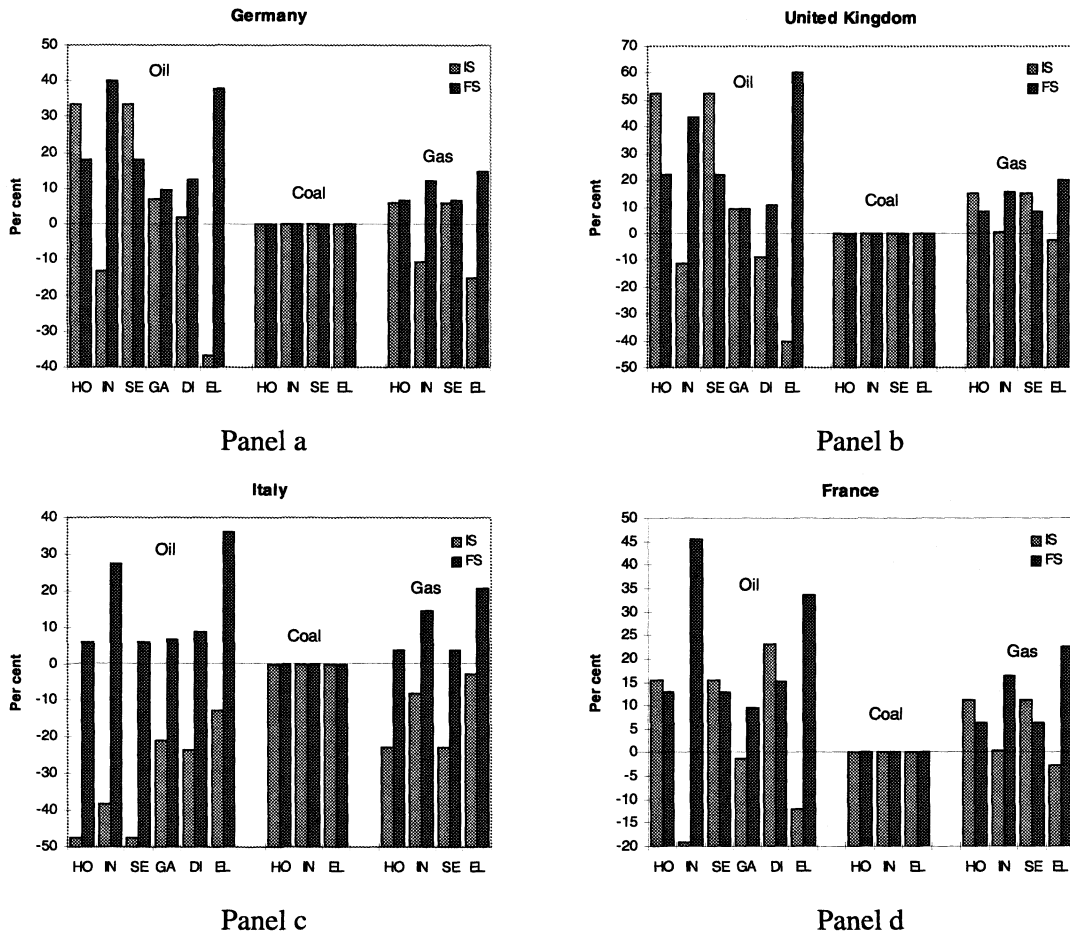 Germany
50
40
30
20
10
0
-10
-20
-30
-40
Per cent
Oil
Coal
Gas
IS
FS
HO IN SE GA DI EL HO IN SE EL HO IN SE EL
Panel a
United Kingdom
70
60
50
40
30
20
10
0
-10
-20
-30
-40
-50
Per cent
Oil
Coal
Gas
IS
FS
HO IN SE GA DI EL HO IN SE EL HO IN SE EL
Panel b
Italy
40
30
20
10
0
-10
-20
-30
-40
-50
Per cent
Oil
Coal
Gas
IS
FS
HO IN SE GA DI EL HO IN EL HO IN SE EL
Panel c
France
50
45
40
35
30
25
20
15
10
5
0
-5
-10
-15
-20
Per cent
Oil
Coal
Gas
IS
FS
HO IN SE GA DI EL HO IN EL HO IN SE EL
Panel d